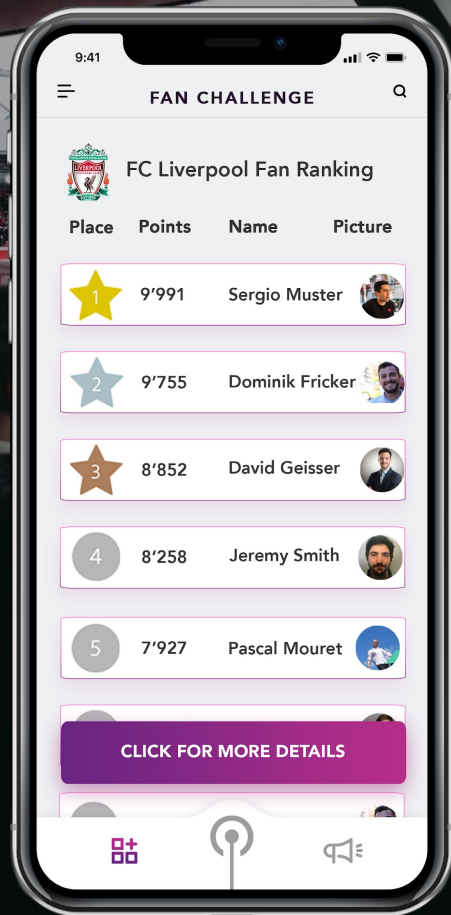 9:41
FAN CHALLENGE
LIVERPOOL
FC Liverpool Fan Ranking
Place Points Name Picture
1 9’991 Sergio Muster
2 9’755 Dominik Fricker
3 8’852 David Geisser
4 8’258 Jeremy Smith
5 7’927 Pascal Mouret
CLICK FOR MORE DETAILS